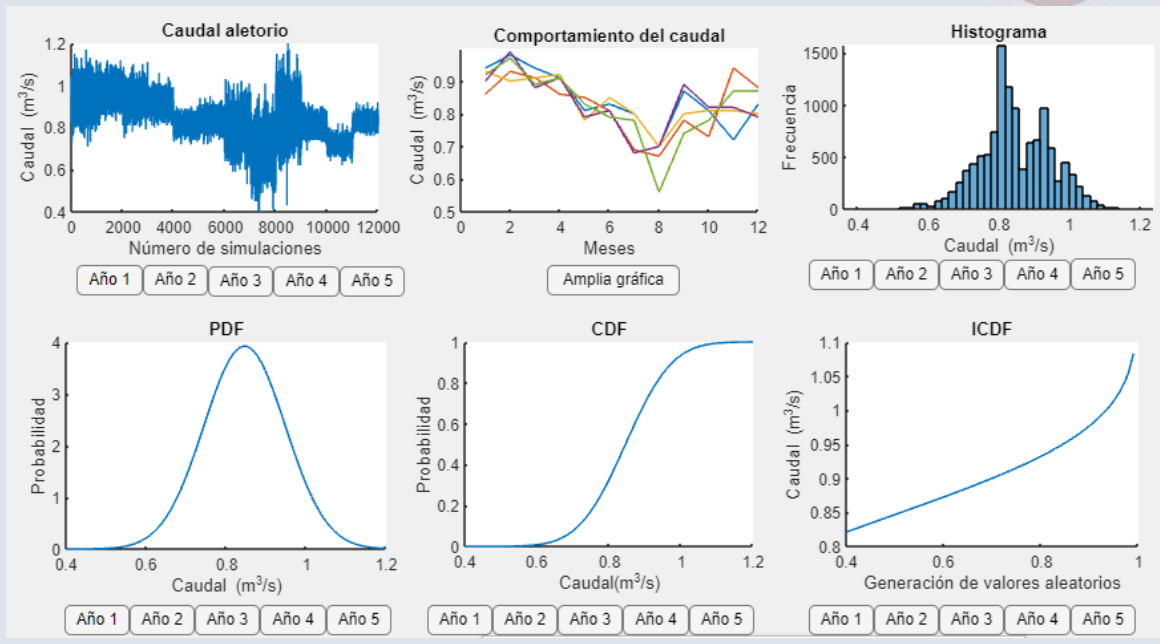 Caudal aletorio
1.2
1
0.8
0.6
0.4
Caudal (m³/s)
0 2000 4000 6000 8000 10000 12000
Número de simulaciones
Año 1 Año 2 Año 3 Año 4 Año 5
Comportamiento del caudal
0.9
0.8
0.7
0.6
0.5
Caudal (m³/s)
0 2 4 6 8 10 12
Meses
Amplia gráfica
Histograma
1500
1000
500
0
Frecuencia
0.4 0.6 0.8 1 1.2
Caudal (m³/s)
Año 1 Año 2 Año 3 Año 4 Año 5
PDF
4
3
2
1
0
Probabilidad
0.4 0.6 0.8 1 1.2
Caudal (m³/s)
Año 1 Año 2 Año 3 Año 4 Año 5
CDF
1
0.8
0.6
0.4
0.2
0
Probabilidad
0.4 0.6 0.8 1 1.2
Caudal(m³/s)
Año 1 Año 2 Año 3 Año 4 Año 5
ICDF
1.1
1.05
1
0.95
0.9
0.85
0.8
Caudal (m³/s)
0.4 0.6 0.8 1
Generación de valores aleatorios
Año 1 Año 2 Año 3 Año 4 Año 5